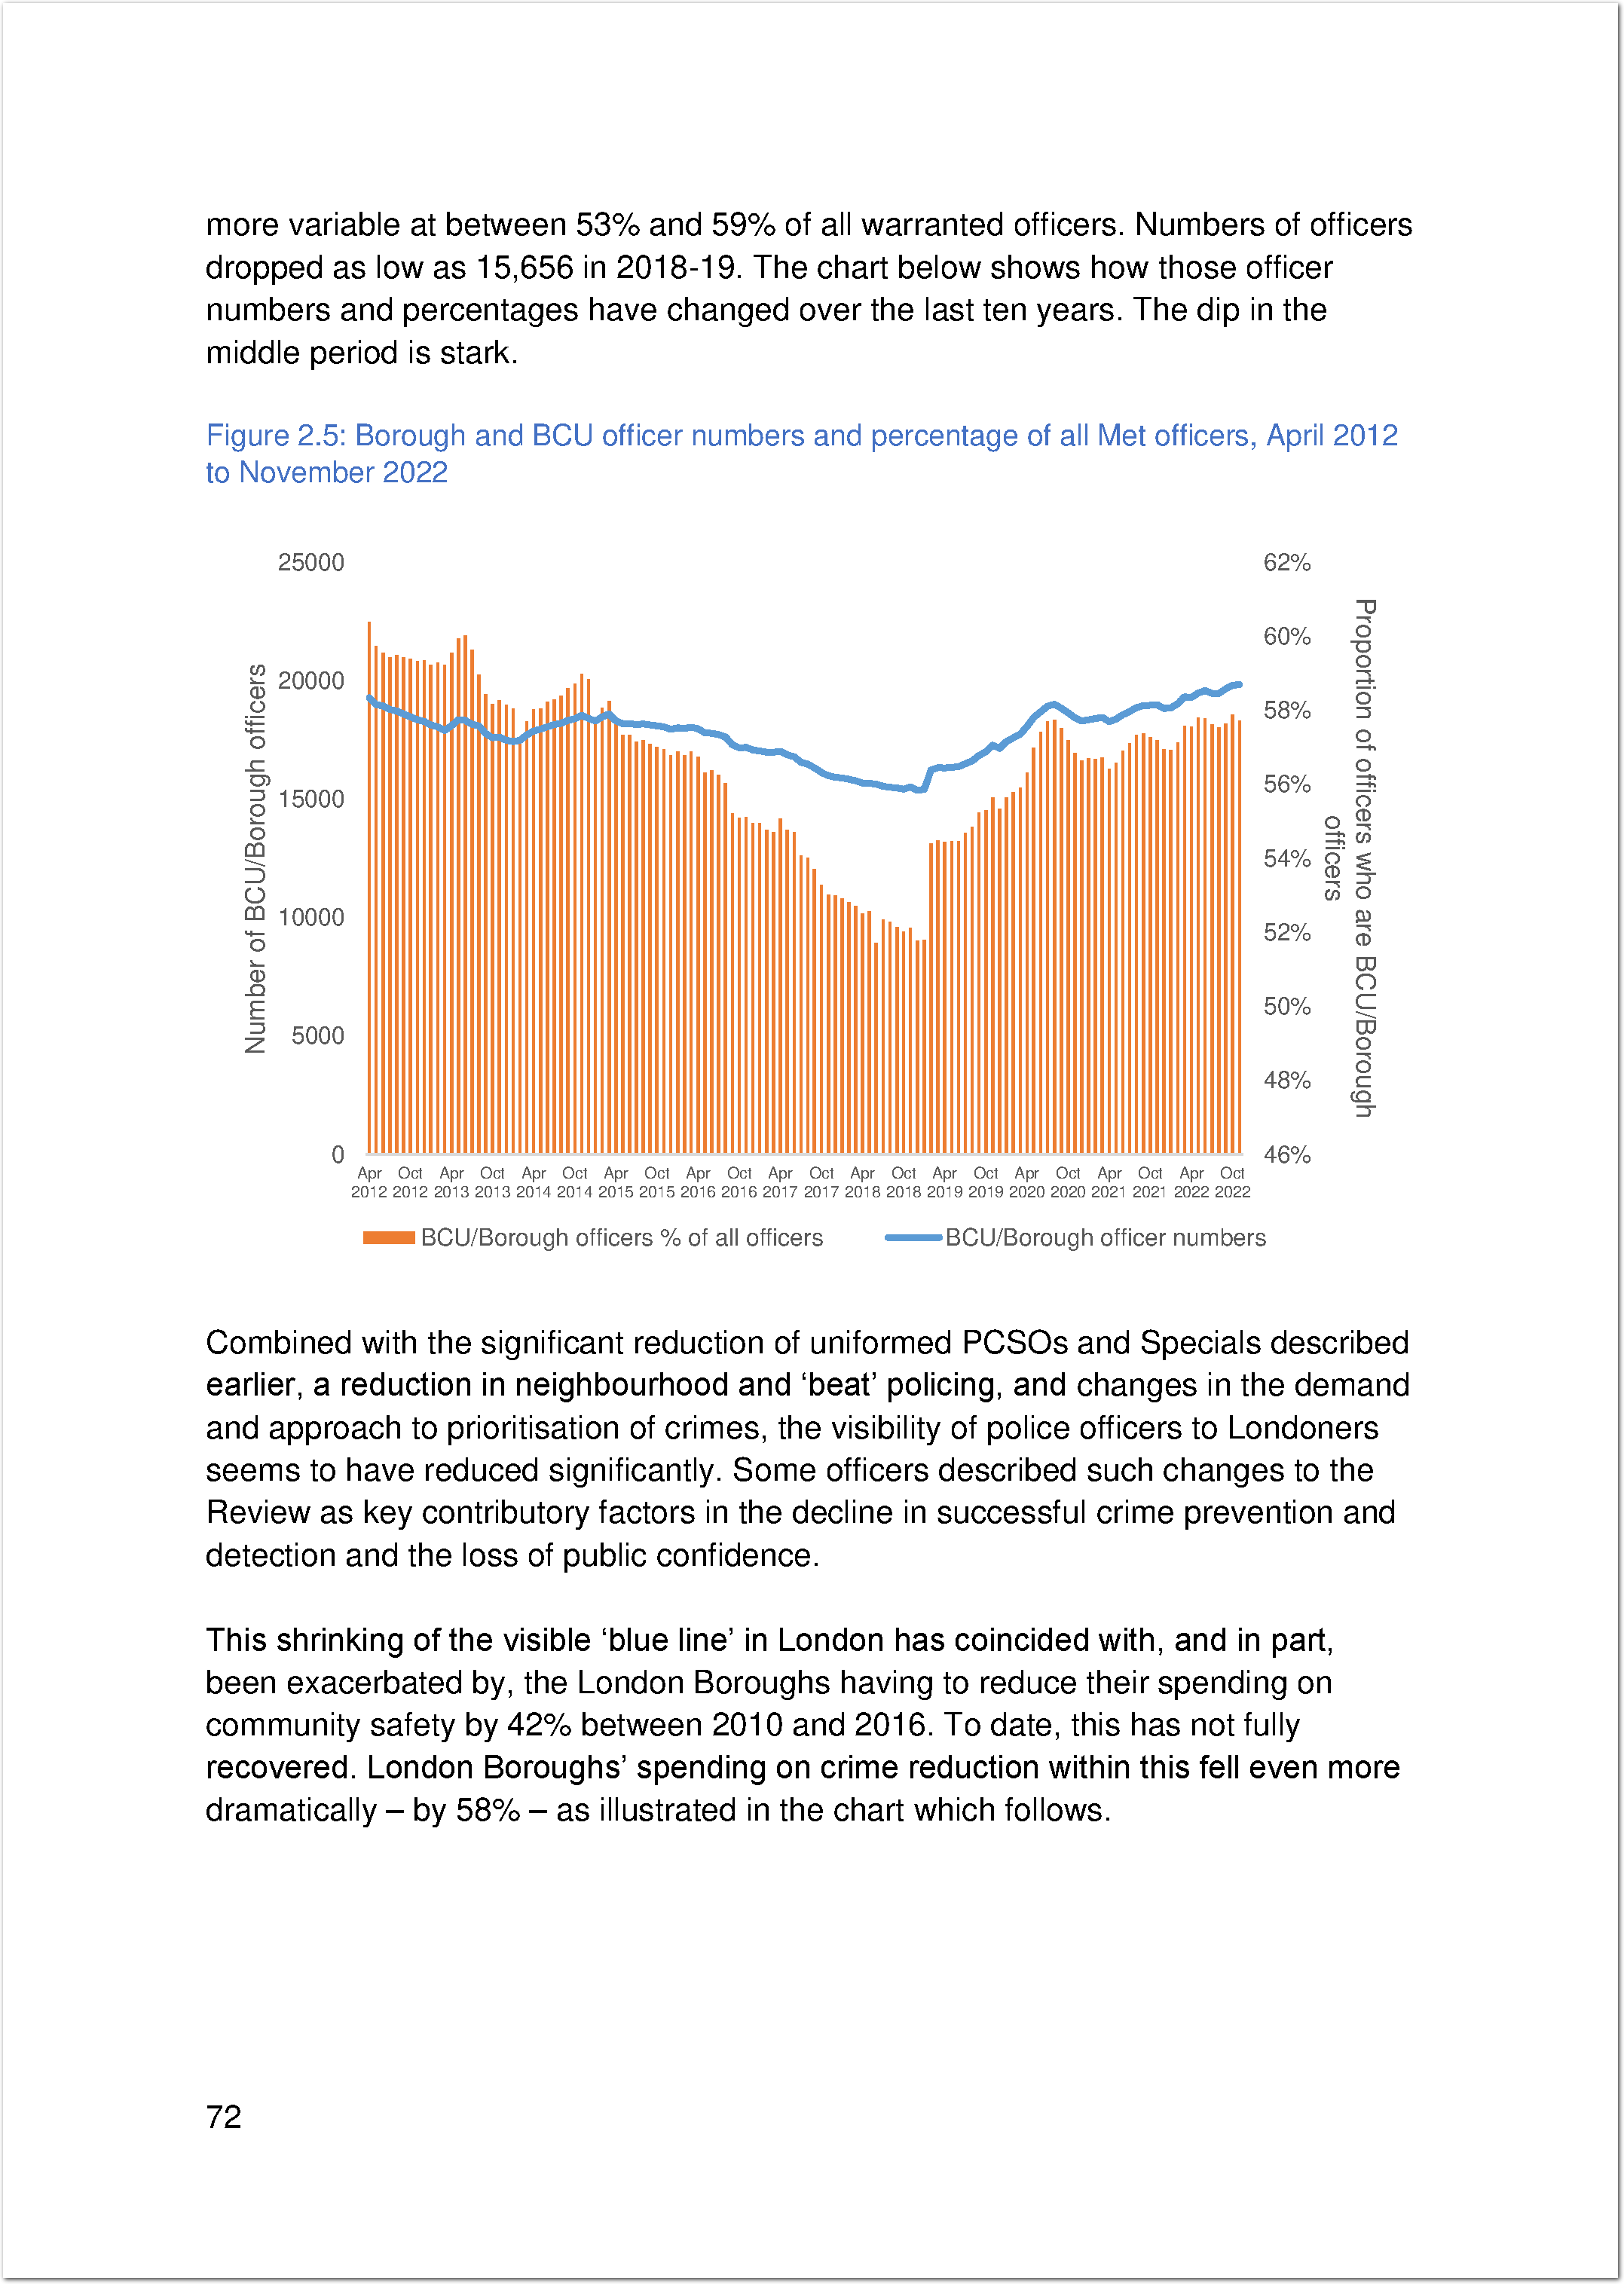 more variable at between 53% and 59% of all warranted officers. Numbers of officers
dropped as low as 15,656 in 2018-19. The chart below shows how those officer
numbers and percentages have changed over the last ten years. The dip in the
middle period is stark.
Figure 2.5: Borough and BCU officer numbers and percentage of all Met officers, April 2012
to November 2022
Number of BCU/Borough officers
25000
20000
15000
10000
5000
0
62%
60%
58%
56%
54%
52%
50%
48%
46%
Proportion of officers who are BCU/Borough
officers
Apr Oct Apr Oct Apr Oct Apr Oct Apr Oct Apr Oct Apr Oct Apr Oct Apr Oct Apr Oct Apr Oct
2012 2012 2013 2013 2014 2014 2015 2015 2016 2016 2017 2017 2018 2018 2019 2019 2020 2020 2021 2021 2022 2022
BCU/Borough officers % of all officers BCU/Borough officer numbers
Combined with the significant reduction of uniformed PCSOs and Specials described
earlier, a reduction in neighbourhood and ‘beat’ policing, and changes in the demand
and approach to prioritisation of crimes, the visibility of police officers to Londoners
seems to have reduced significantly. Some officers described such changes to the
Review as key contributory factors in the decline in successful crime prevention and
detection and the loss of public confidence.
This shrinking of the visible ‘blue line’ in London has coincided with, and in part,
been exacerbated by, the London Boroughs having to reduce their spending on
community safety by 42% between 2010 and 2016. To date, this has not fully
recovered. London Boroughs’ spending on crime reduction within this fell even more
dramatically – by 58% – as illustrated in the chart which follows.
72